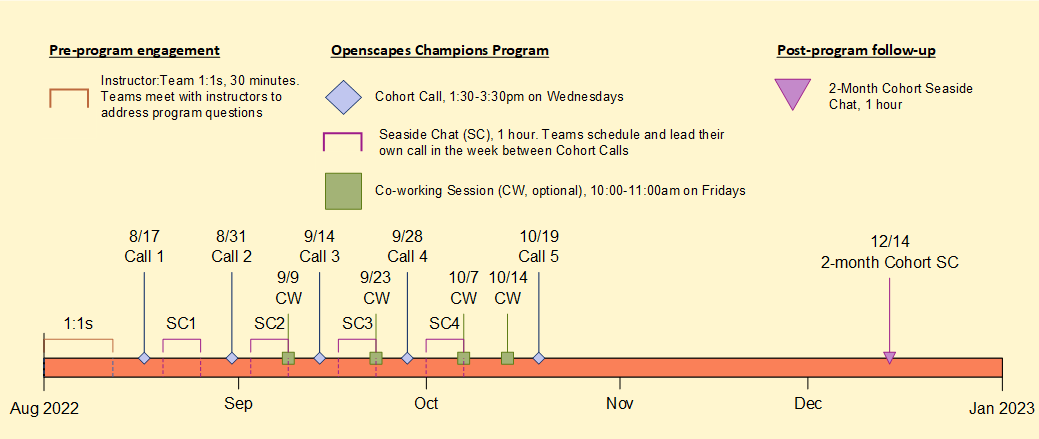 Pre-program engagement
Instructor:Team 1:1s, 30 minutes.
Teams meet with instructors to
address program questions
Openscapes Champions Program
Cohort Call, 1:30-3:30pm on Wednesdays
Seaside Chat (SC), 1 hour. Teams schedule and lead their
own call in the week between Cohort Calls
Co-working Session (CW, optional), 10:00-11:00am on Fridays
Post-program follow-up
2-Month Cohort Seaside
Chat, 1 hour
8/17
Call 1
8/31
Call 2
9/14
Call 3
9/28
Call 4
10/19
Call 5
12/14
2-month Cohort SC
9/9
CW
9/23
CW
10/7
CW
10/14
CW
1:1s
SC1
SC2
SC3
SC4
Aug 2022
Sep
Oct
Nov
Dec
Jan 2023